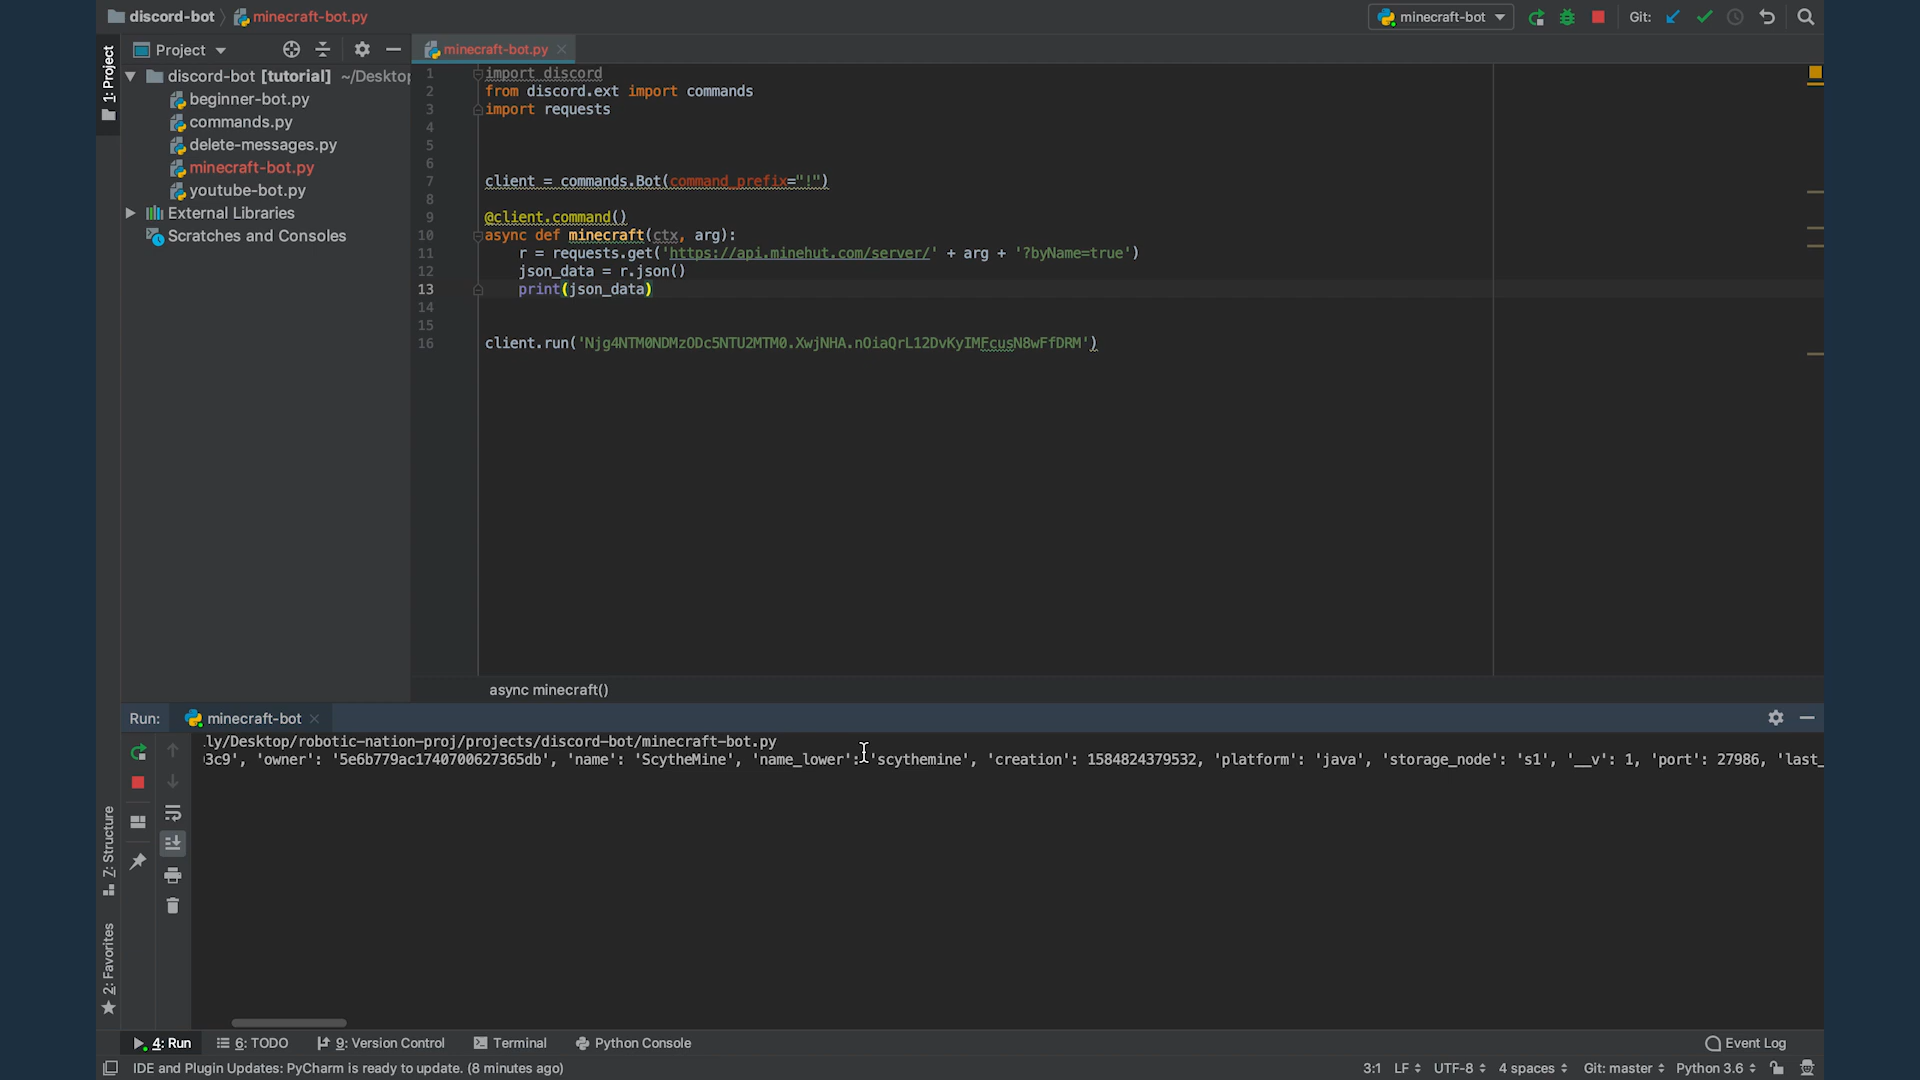 discord-bot minecraft-bot.py
minecraft-bot Git:
1: Project
Project
minecraft-bot.py
discord-bot [tutorial] ~/Desktop
beginner-bot.py
commands.py
delete-messages.py
minecraft-bot.py
youtube-bot.py
External Libraries
Scratches and Consoles
1 import discord
2 from discord.ext import commands
3 import requests
4
5
6
7 client = commands.Bot(command_prefix="!")
8
9 @client.command()
10 async def minecraft(ctx, arg):
11 r = requests.get('https://api.minehut.com/server/' + arg + '?byName=true')
12 json_data = r.json()
13 print(json_data)
14
15
16 client.run('Njg4NTM0NDMzODc5NTU2MTM0.XwjNHA.nOiaQrL12DvKyIMFcusN8wFfDRM')
async minecraft()
Run: minecraft-bot
ly/Desktop/robotic-nation-proj/projects/discord-bot/minecraft-bot.py
3c9', 'owner': '5e6b779ac1740700627365db', 'name': 'ScytheMine', 'name_lower': 'scythemine', 'creation': 1584824379532, 'platform': 'java', 'storage_node': 's1', '__v': 1, 'port': 27986, 'last_
Z: Structure
2: Favorites
4: Run 6: TODO 9: Version Control Terminal Python Console Event Log
IDE and Plugin Updates: PyCharm is ready to update. (8 minutes ago) 3:1 LF UTF-8 4 spaces Git: master Python 3.6